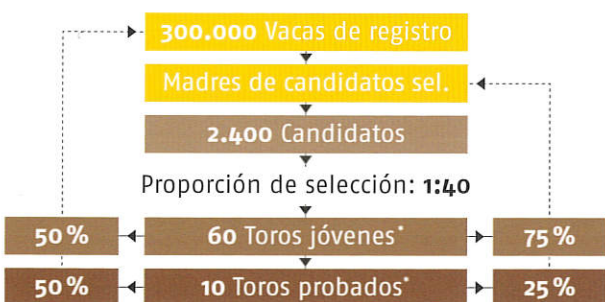 300.000 Vacas de registro
Madres de candidatos sel.
2.400 Candidatos
Proporción de selección: 1:40
50% 60 Toros jóvenes* 75%
50% 10 Toros probados* 25%